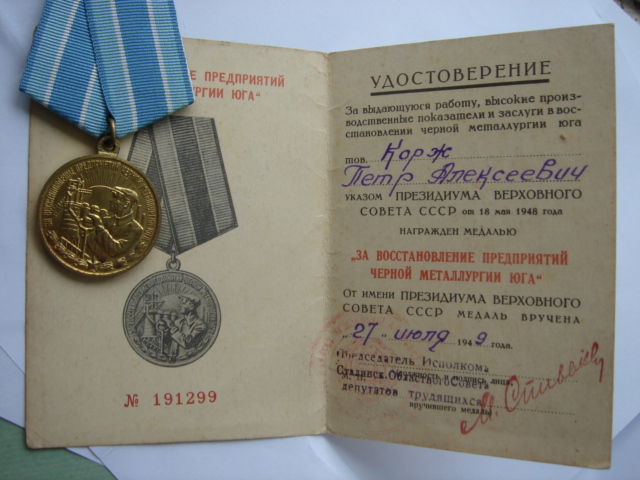 Е ПРЕДПРИЯТИЙ
РГИИ ЮГА"
№ 191299
УДОСТОВЕРЕНИЕ
За выдающуюся работу, высокие произ-
водственные показатели и заслуги в вос-
становлении черной металлургии юга
тов. Корж
Петр Алексеевич
УКАЗОМ ПРЕЗИДИУМА ВЕРХОВНОГО
СОВЕТА СССР от 18 мая 1948 года
НАГРАЖДЕН МЕДАЛЬЮ
„ЗА ВОССТАНОВЛЕНИЕ ПРЕДПРИЯТИЙ
ЧЕРНОЙ МЕТАЛЛУРГИИ ЮГА"
От имени ПРЕЗИДИУМА ВЕРХОВНОГО
СОВЕТА СССР МЕДАЛЬ ВРУЧЕНА
„27" июля 1949 года.
Председатель Исполкома
Сталинск. Областного Совета
депутатов трудящихся
вручившего медаль